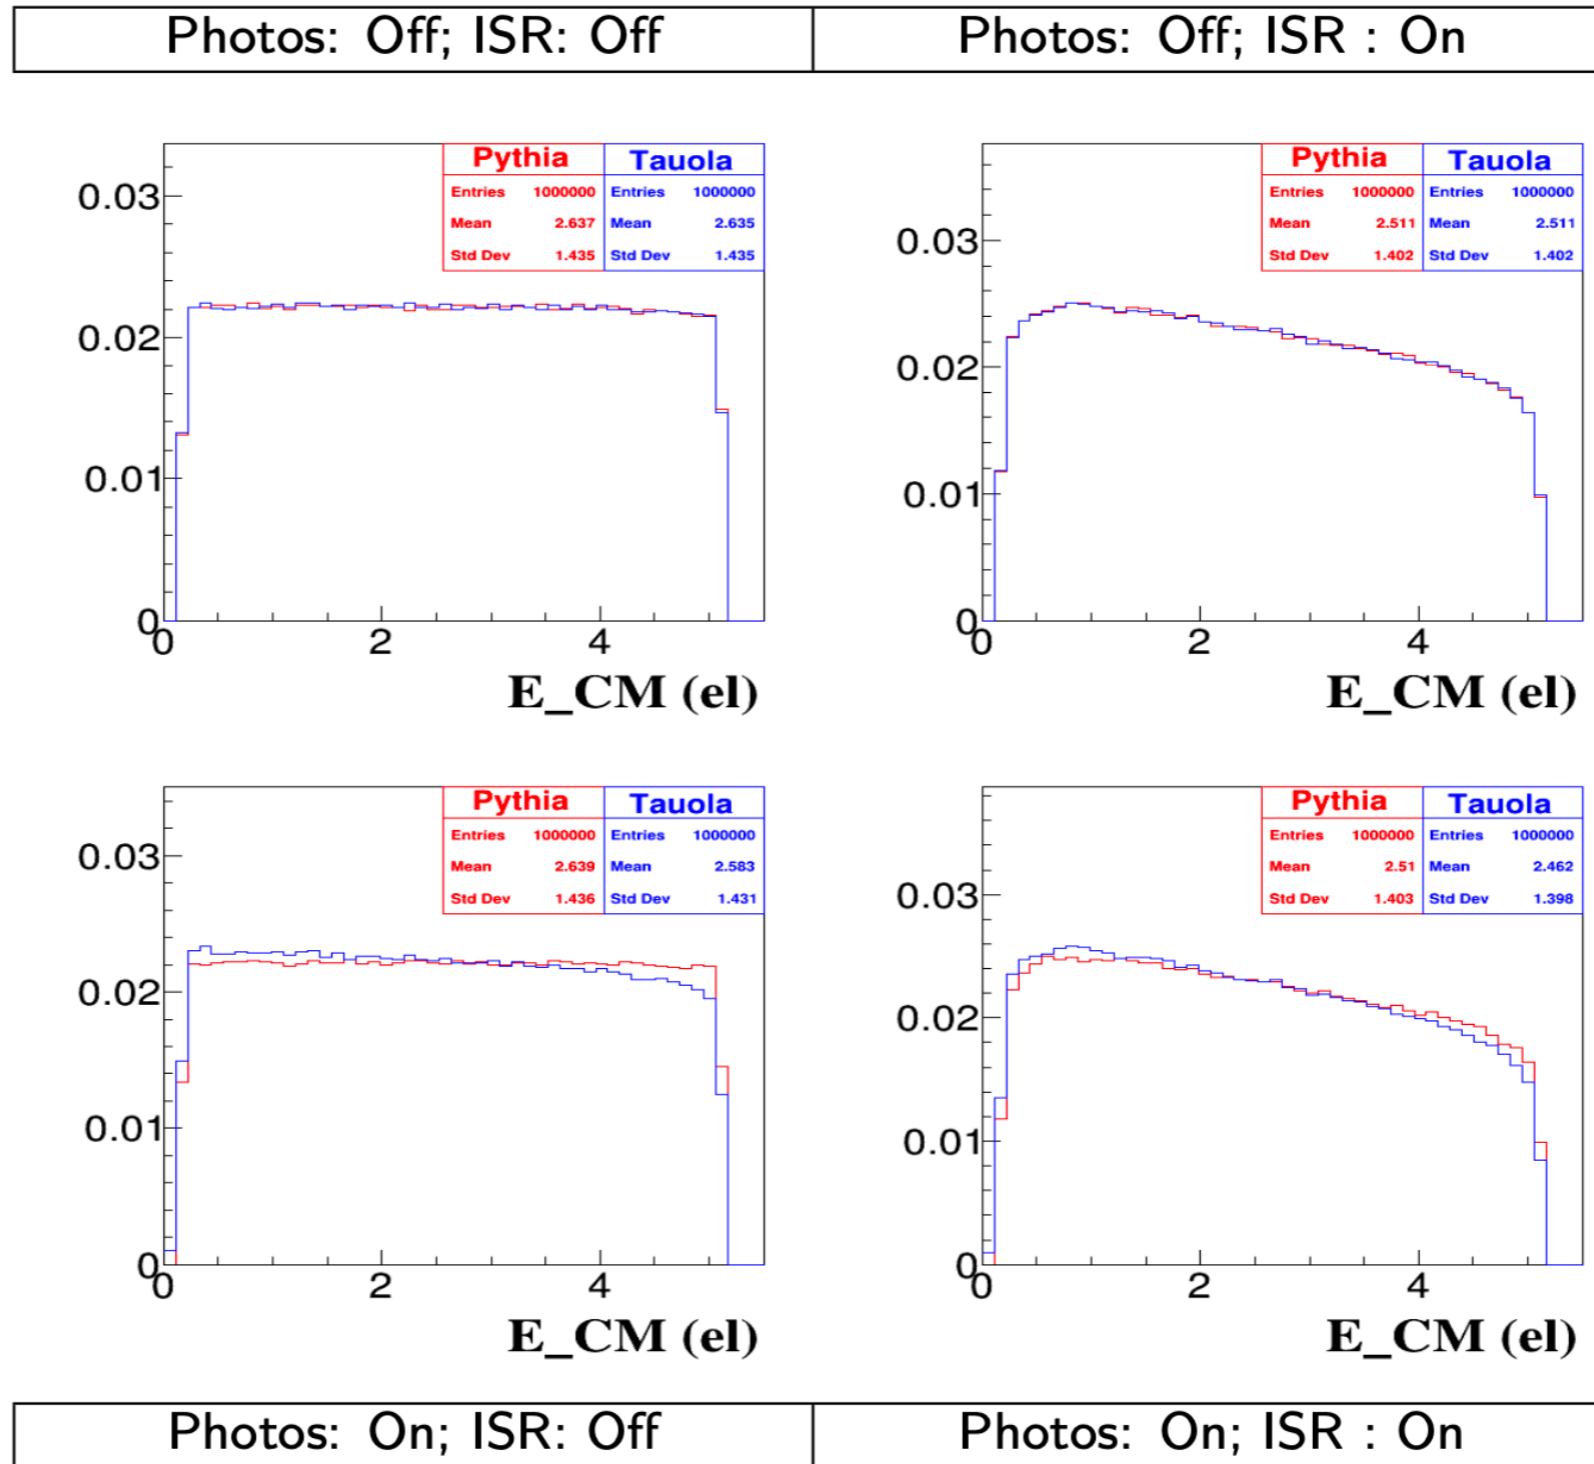 Photos: Off; ISR: Off
Photos: Off; ISR : On
Pythia Tauola
Entries 1000000 Entries 1000000
Mean 2.637 Mean 2.635
Std Dev 1.435 Std Dev 1.435
0.03
0.02
0.01
0
0 2 4
E_CM (el)
Pythia Tauola
Entries 1000000 Entries 1000000
Mean 2.511 Mean 2.511
Std Dev 1.402 Std Dev 1.402
0.03
0.02
0.01
0
0 2 4
E_CM (el)
Pythia Tauola
Entries 1000000 Entries 1000000
Mean 2.639 Mean 2.583
Std Dev 1.436 Std Dev 1.431
0.03
0.02
0.01
0
0 2 4
E_CM (el)
Pythia Tauola
Entries 1000000 Entries 1000000
Mean 2.51 Mean 2.462
Std Dev 1.403 Std Dev 1.398
0.03
0.02
0.01
0
0 2 4
E_CM (el)
Photos: On; ISR: Off
Photos: On; ISR : On